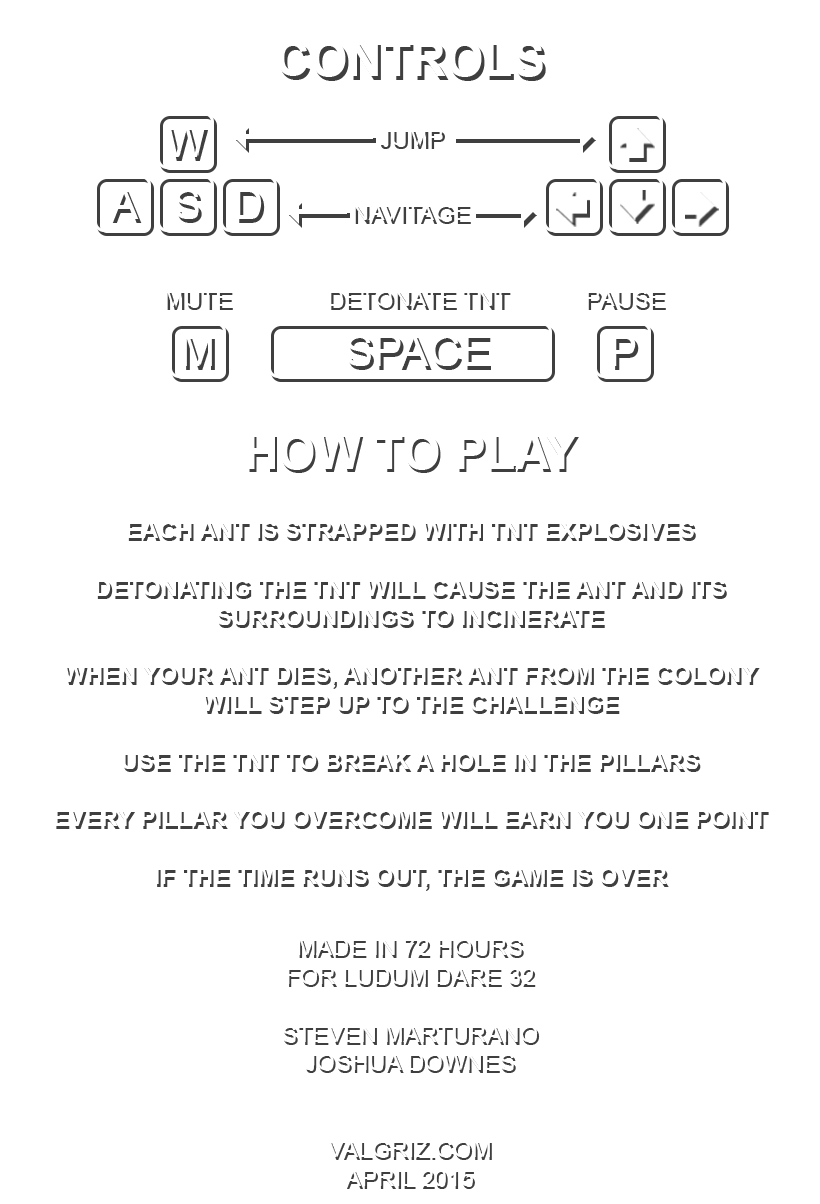 CONTROLS
W JUMP
A S D NAVITAGE
MUTE DETONATE TNT PAUSE
M SPACE P
HOW TO PLAY
EACH ANT IS STRAPPED WITH TNT EXPLOSIVES
DETONATING THE TNT WILL CAUSE THE ANT AND ITS
SURROUNDINGS TO INCINERATE
WHEN YOUR ANT DIES, ANOTHER ANT FROM THE COLONY
WILL STEP UP TO THE CHALLENGE
USE THE TNT TO BREAK A HOLE IN THE PILLARS
EVERY PILLAR YOU OVERCOME WILL EARN YOU ONE POINT
IF THE TIME RUNS OUT, THE GAME IS OVER
MADE IN 72 HOURS
FOR LUDUM DARE 32
STEVEN MARTURANO
JOSHUA DOWNES
VALGRIZ.COM
APRIL 2015